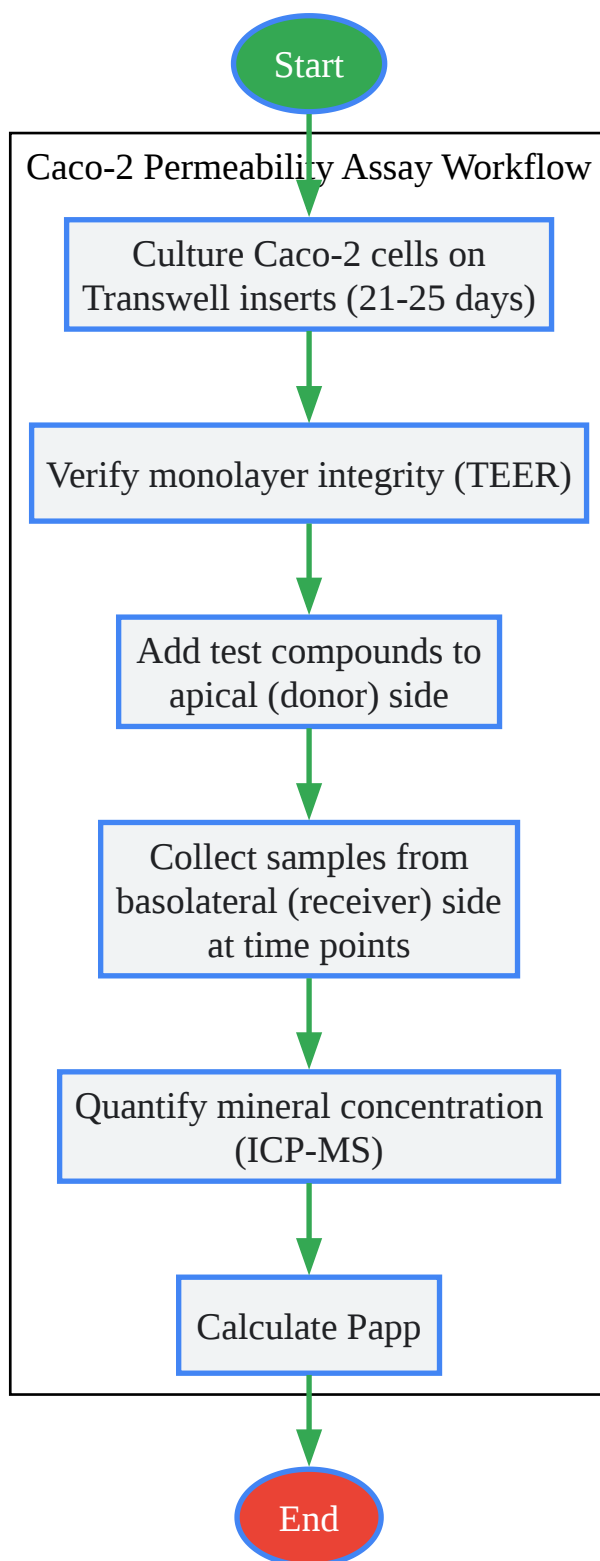 Start
Caco-2 Permeability Assay Workflow
Culture Caco-2 cells on
Transwell inserts (21-25 days)
Verify monolayer integrity (TEER)
Add test compounds to
apical (donor) side
Collect samples from
basolateral (receiver) side
at time points
Quantify mineral concentration
(ICP-MS)
Calculate Papp
End